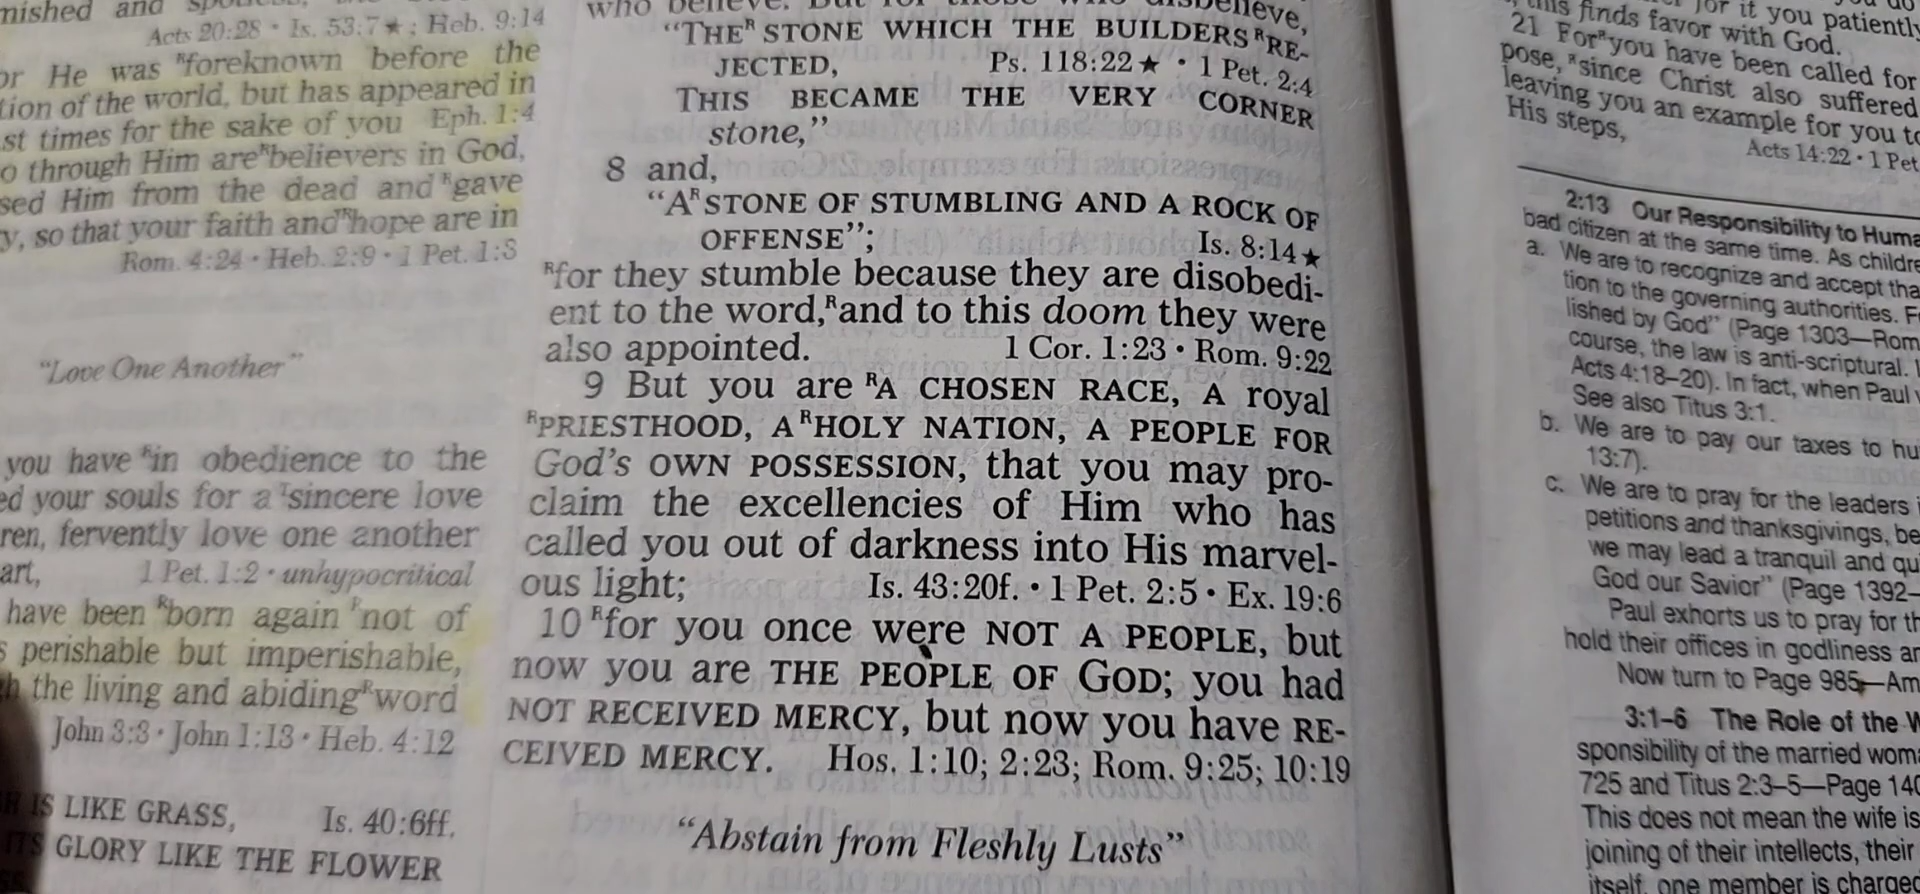 nished and
Acts 20:28 · Is. 53:7★; Heb. 9:14
or He was ᴿforeknown before the
tion of the world, but has appeared in
st times for the sake of you Eph. 1:4
o through Him are ᴿbelievers in God,
sed Him from the dead and ᴿgave
y, so that your faith and ᴿhope are in
Rom. 4:24 · Heb. 2:9 · 1 Pet. 1:3
"Love One Another"
you have ᴿin obedience to the
ed your souls for a ᵀsincere love
ren, fervently love one another
art, 1 Pet. 1:2 · unhypocritical
have been ᴿborn again ᴿnot of
s perishable but imperishable,
h the living and abiding ᴿword
John 3:3 · John 1:13 · Heb. 4:12
IS LIKE GRASS, Is. 40:6ff.
ITS GLORY LIKE THE FLOWER
who believe. But for those who disbelieve,
"THEᴿ STONE WHICH THE BUILDERS ᴿRE-
JECTED, Ps. 118:22★ · 1 Pet. 2:4
THIS BECAME THE VERY CORNER
stone,"
8 and,
"Aᴿ STONE OF STUMBLING AND A ROCK OF
OFFENSE"; Is. 8:14★
ᴿfor they stumble because they are disobedi-
ent to the word,ᴿand to this doom they were
also appointed. 1 Cor. 1:23 · Rom. 9:22
9 But you are ᴿA CHOSEN RACE, A royal
ᴿPRIESTHOOD, A ᴿHOLY NATION, A PEOPLE FOR
God's OWN POSSESSION, that you may pro-
claim the excellencies of Him who has
called you out of darkness into His marvel-
ous light; Is. 43:20f. · 1 Pet. 2:5 · Ex. 19:6
10 ᴿfor you once were NOT A PEOPLE, but
now you are THE PEOPLE OF GOD; you had
NOT RECEIVED MERCY, but now you have RE-
CEIVED MERCY. Hos. 1:10; 2:23; Rom. 9:25; 10:19
"Abstain from Fleshly Lusts"
for it you patiently
this finds favor with God.
21 Forᴿyou have been called for
pose, ᴿsince Christ also suffered
leaving you an example for you to
His steps, Acts 14:22 · 1 Pet
2:13 Our Responsibility to Huma
bad citizen at the same time. As childre
a. We are to recognize and accept tha
tion to the governing authorities. F
lished by God" (Page 1303—Rom
course, the law is anti-scriptural. I
Acts 4:18–20). In fact, when Paul
See also Titus 3:1.
b. We are to pay our taxes to hu
13:7).
c. We are to pray for the leaders i
petitions and thanksgivings, be
we may lead a tranquil and qu
God our Savior" (Page 1392—
Paul exhorts us to pray for th
hold their offices in godliness an
Now turn to Page 985—Am
3:1–6 The Role of the W
sponsibility of the married woma
725 and Titus 2:3–5—Page 140
This does not mean the wife is
joining of their intellects, their
itself, one member is charged